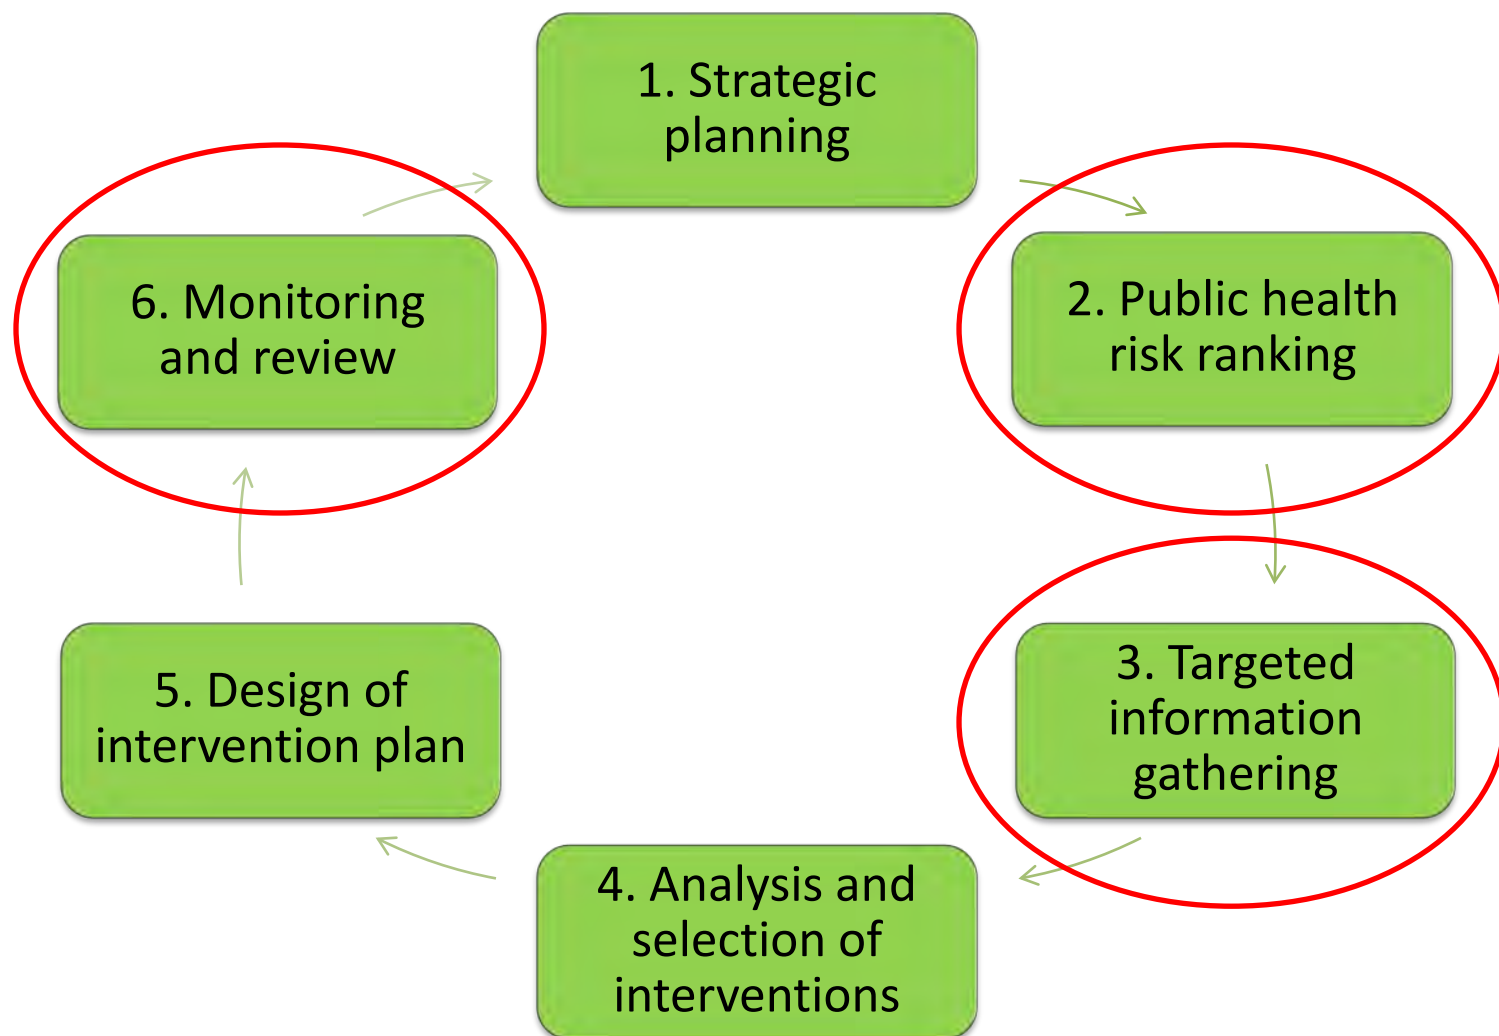 1. Strategic
planning
2. Public health
risk ranking
3. Targeted
information
gathering
4. Analysis and
selection of
interventions
5. Design of
intervention plan
6. Monitoring
and review